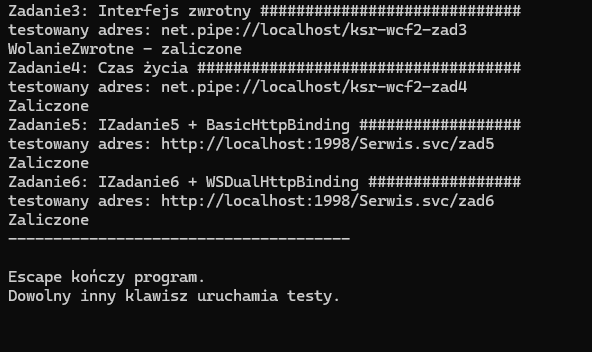 Zadanie3: Interfejs zwrotny #############################
testowany adres: net.pipe://localhost/ksr-wcf2-zad3
WolanieZwrotne - zaliczone
Zadanie4: Czas życia ####################################
testowany adres: net.pipe://localhost/ksr-wcf2-zad4
Zaliczone
Zadanie5: IZadanie5 + BasicHttpBinding ##################
testowany adres: http://localhost:1998/Serwis.svc/zad5
Zaliczone
Zadanie6: IZadanie6 + WSDualHttpBinding #################
testowany adres: http://localhost:1998/Serwis.svc/zad6
Zaliczone
--------------------------------------
Escape kończy program.
Dowolny inny klawisz uruchamia testy.